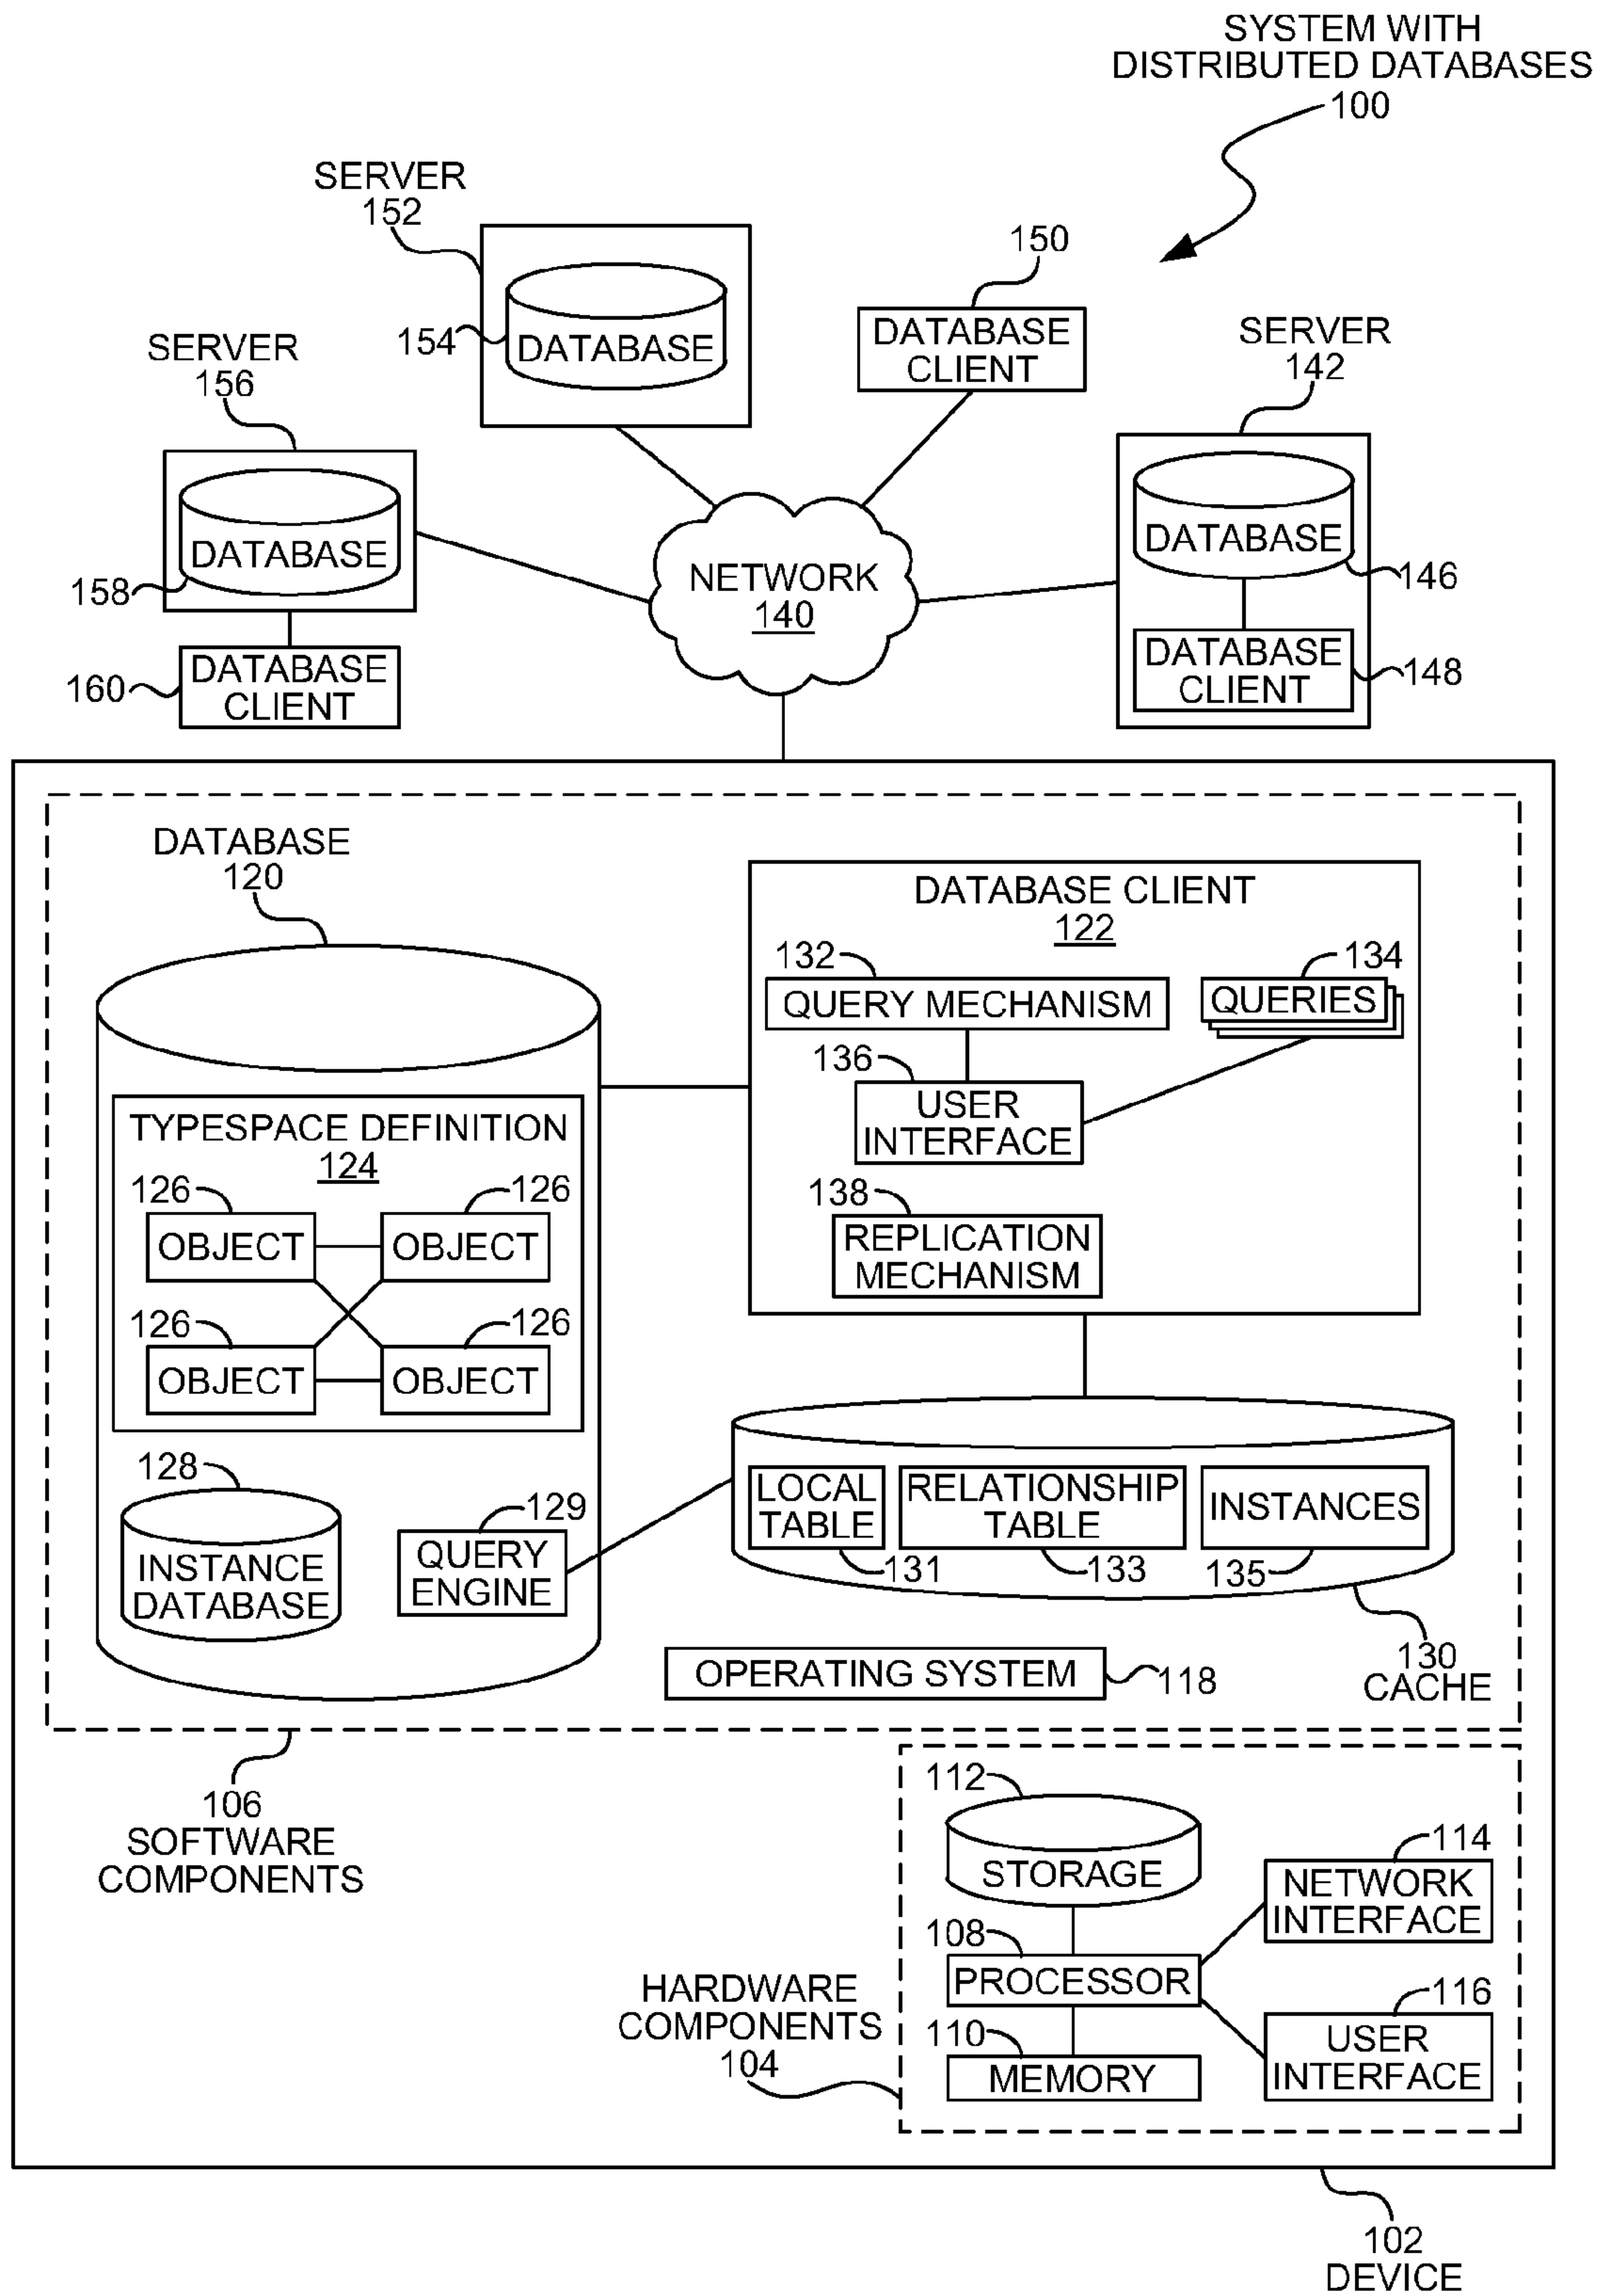 SYSTEM WITH
DISTRIBUTED DATABASES
100
SERVER
152
154
DATABASE
150
DATABASE
CLIENT
SERVER
142
DATABASE
146
DATABASE
CLIENT
148
SERVER
156
DATABASE
158
160
DATABASE
CLIENT
NETWORK
140
DATABASE
120
TYPESPACE DEFINITION
124
126
OBJECT
126
OBJECT
126
OBJECT
126
OBJECT
128
INSTANCE
DATABASE
129
QUERY
ENGINE
DATABASE CLIENT
122
132
QUERY MECHANISM
134
QUERIES
136
USER
INTERFACE
138
REPLICATION
MECHANISM
LOCAL
TABLE
131
RELATIONSHIP
TABLE
133
INSTANCES
135
130
CACHE
OPERATING SYSTEM
118
106
SOFTWARE
COMPONENTS
112
STORAGE
114
NETWORK
INTERFACE
108
PROCESSOR
116
USER
INTERFACE
110
MEMORY
HARDWARE
COMPONENTS
104
102
DEVICE